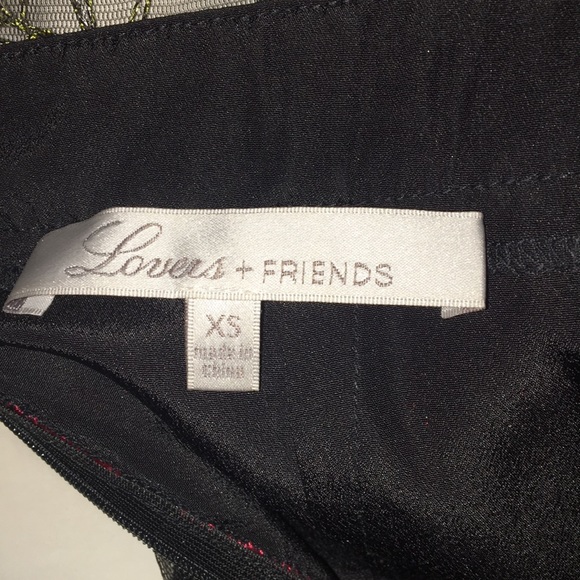 Lovers + FRIENDS
XS
made in
China